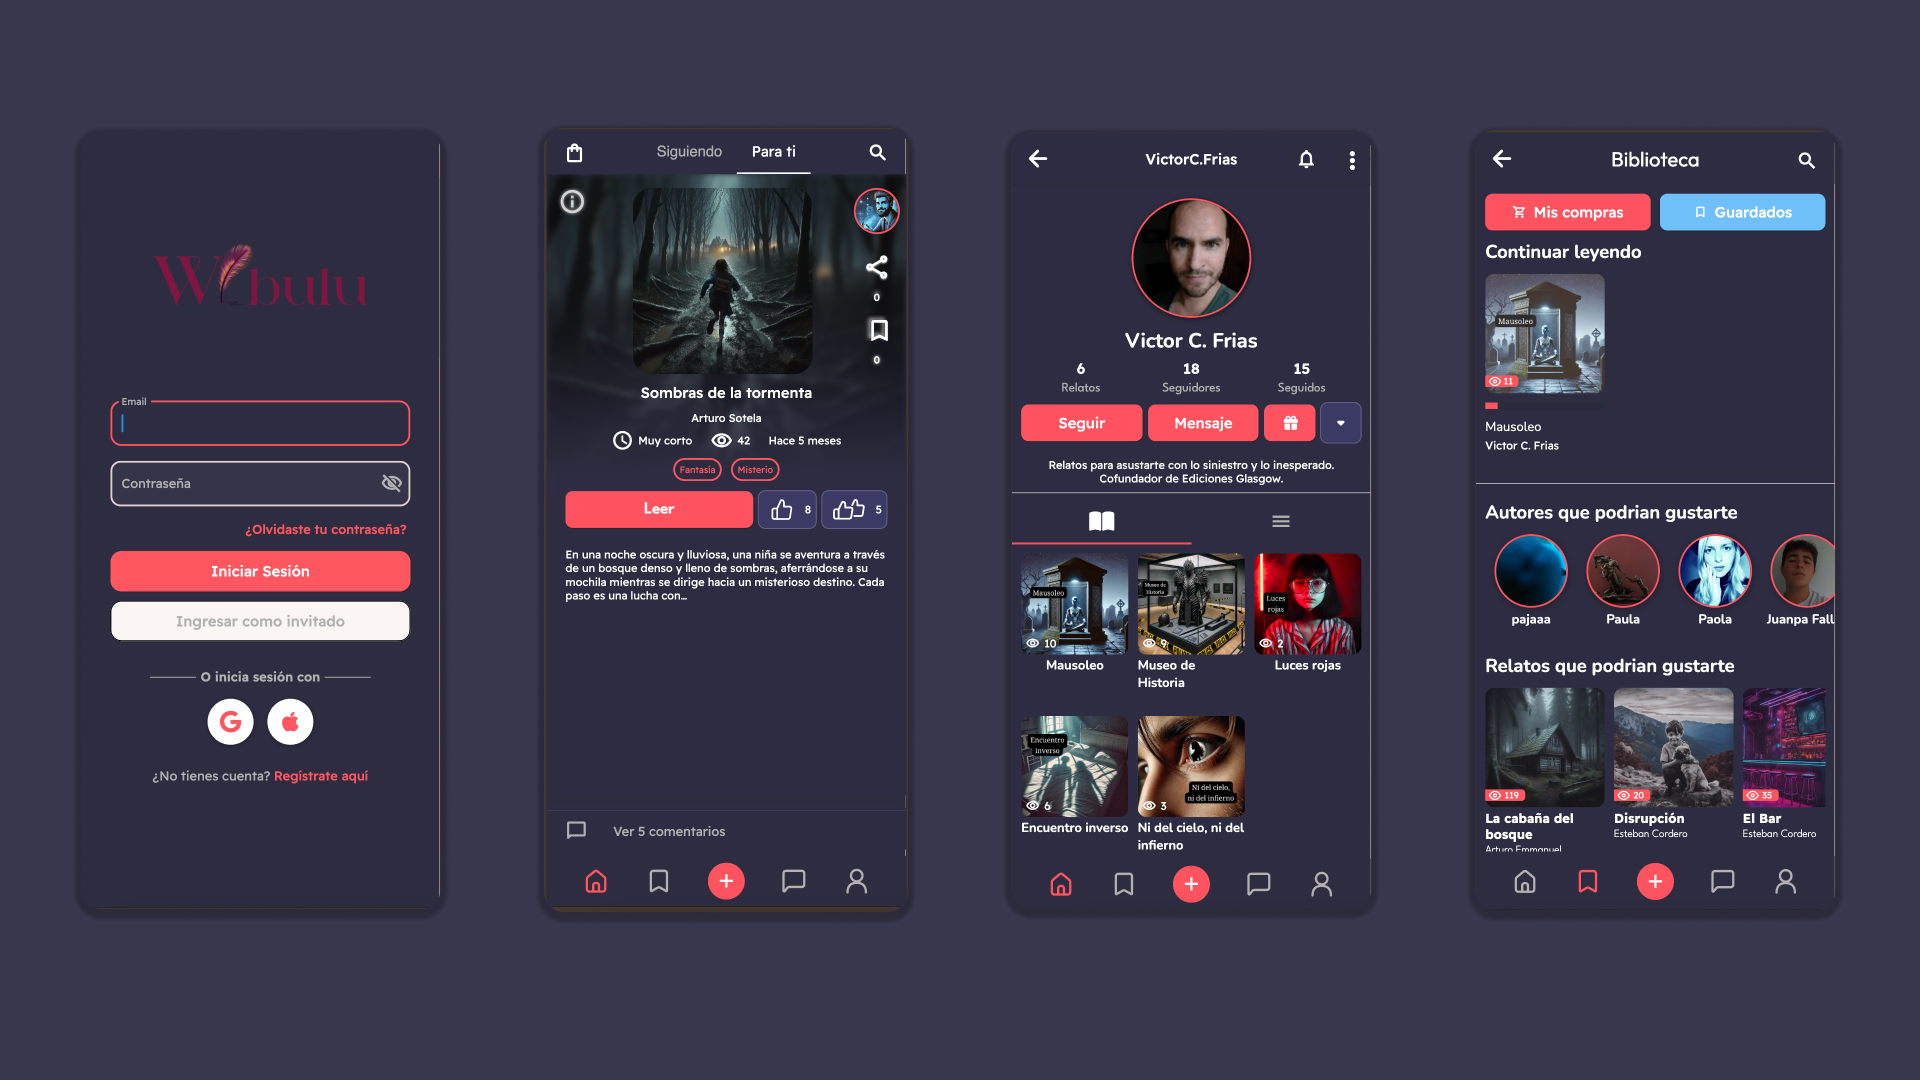 Wibulu
Email
Contraseña
¿Olvidaste tu contraseña?
Iniciar Sesión
Ingresar como invitado
O inicia sesión con
G
¿No tienes cuenta? Registrate aquí
Siguiendo
Para ti
0
0
Sombras de la tormenta
Arturo Sotela
Muy corto 42 Hace 5 meses
Fantasía Misterio
Leer 8 5
En una noche oscura y lluviosa, una niña se aventura a través
de un bosque denso y lleno de sombras, aferrándose a su
mochila mientras se dirige hacia un misterioso destino. Cada
paso es una lucha con...
Ver 5 comentarios
VictorC.Frias
Victor C. Frias
6 18 15
Relatos Seguidores Seguidos
Seguir Mensaje
Relatos para asustarte con lo siniestro y lo inesperado.
Cofundador de Ediciones Glasgow.
Mausoleo
10
Museo de
Historia
9
Luces
rojas
2
Mausoleo
Museo de
Historia
Luces rojas
Encuentro
inverso
6
Ni del cielo,
ni del infierno
3
Encuentro inverso
Ni del cielo, ni del
infierno
Biblioteca
Mis compras Guardados
Continuar leyendo
Mausoleo
11
Mausoleo
Victor C. Frias
Autores que podrian gustarte
pajaaa Paula Paola Juanpa Fall
Relatos que podrian gustarte
119 20 35
La cabaña del
bosque
Arturo Emmanuel
Disrupción
Esteban Cordero
El Bar
Esteban Cordero